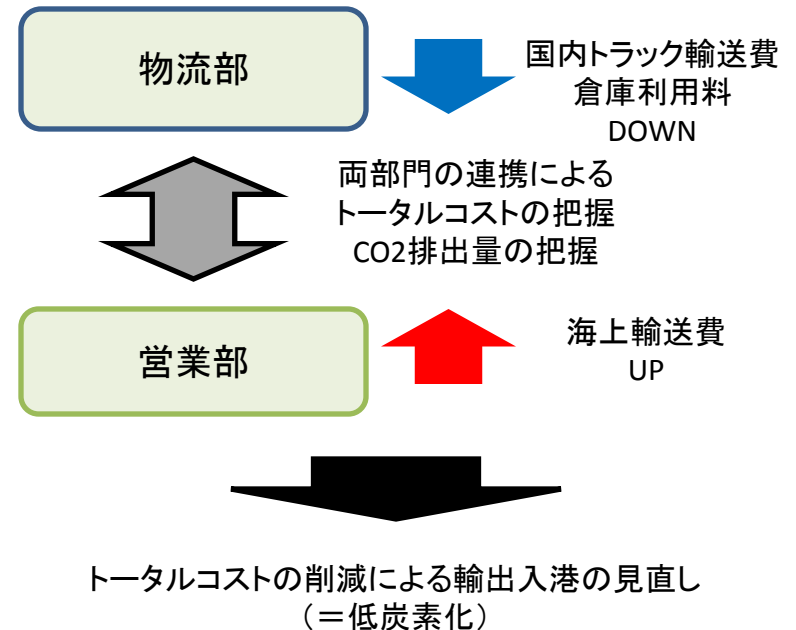 物流部
国内トラック輸送費
倉庫利用料
DOWN
両部門の連携による
トータルコストの把握
CO2排出量の把握
営業部
海上輸送費
UP
トータルコストの削減による輸出入港の見直し
(=低炭素化)